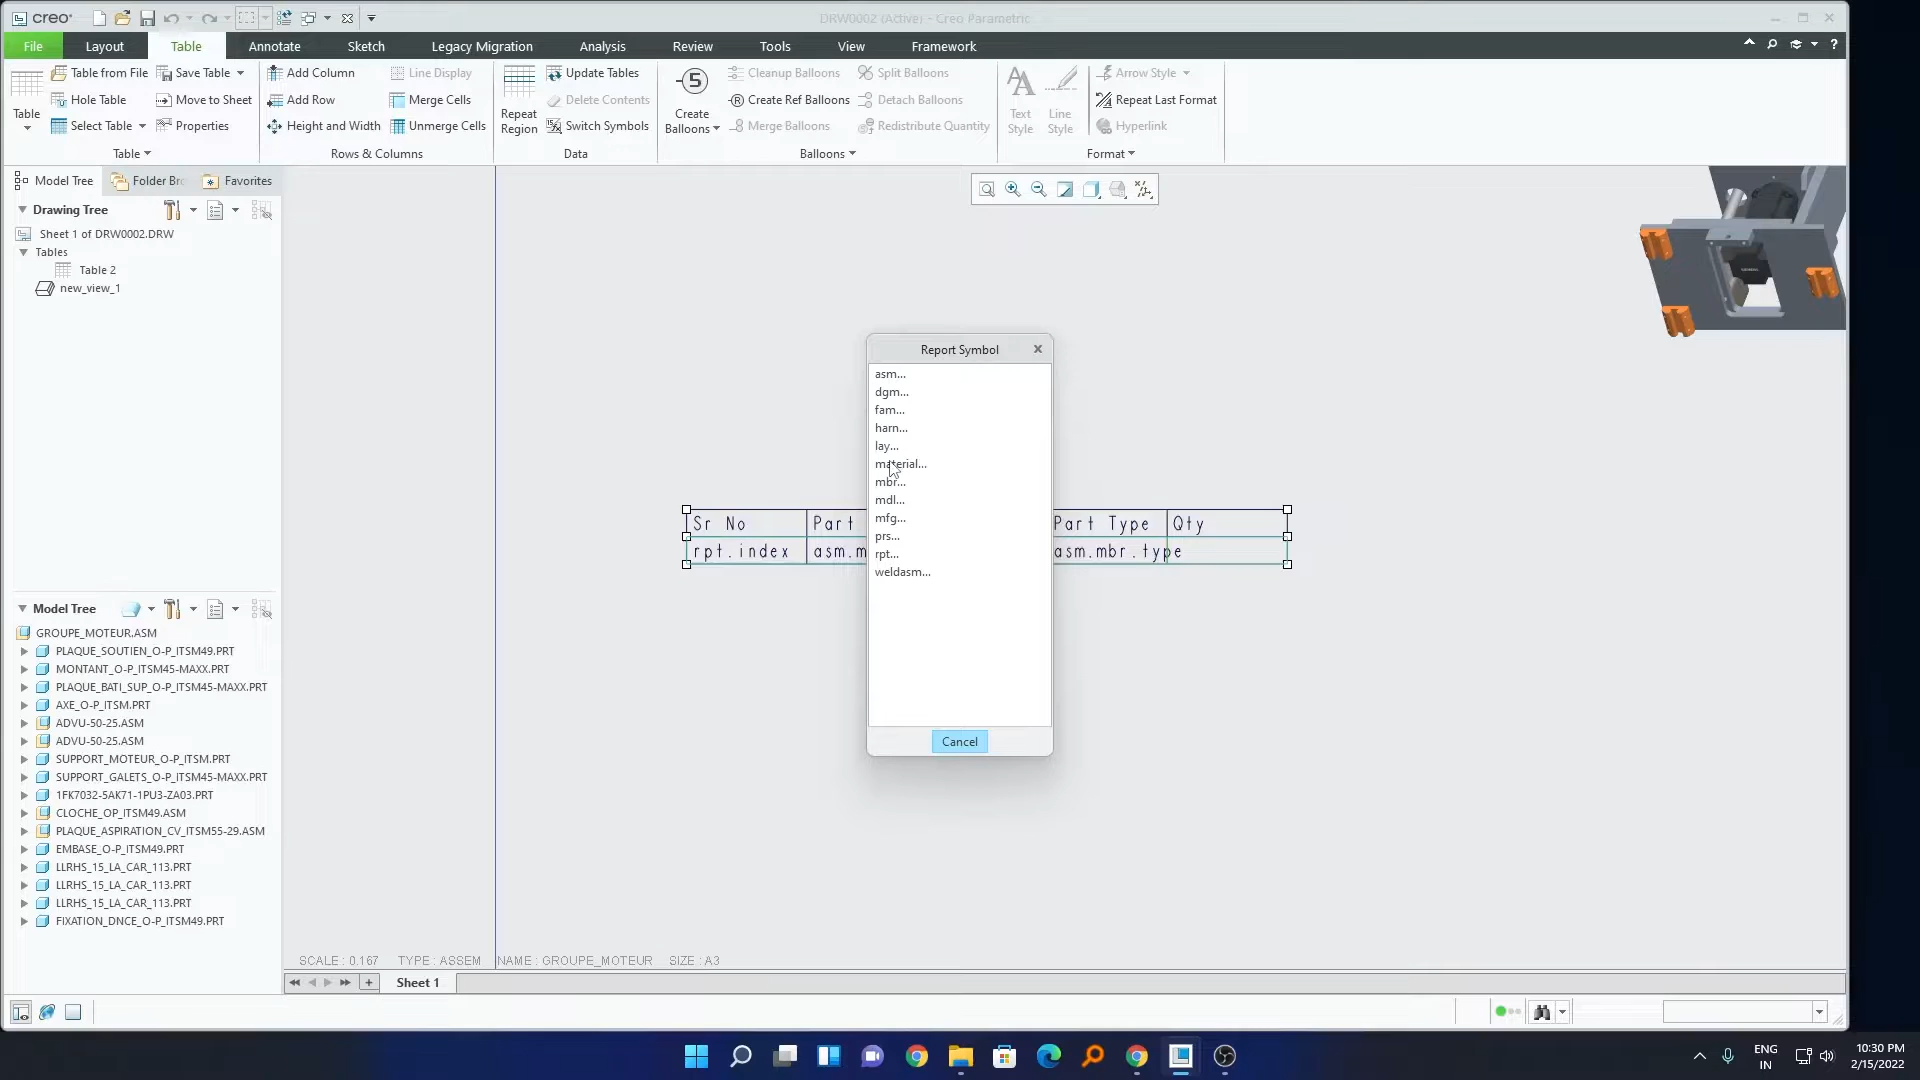 creo
DRW0002 (Active) - Creo Parametric
File
Layout
Table
Annotate
Sketch
Legacy Migration
Analysis
Review
Tools
View
Framework
Table
Table from File
Hole Table
Select Table
Save Table
Move to Sheet
Properties
Table
Add Column
Add Row
Height and Width
Line Display
Merge Cells
Unmerge Cells
Rows & Columns
Repeat Region
Update Tables
Delete Contents
Switch Symbols
Data
Create Balloons
Cleanup Balloons
Create Ref Balloons
Merge Balloons
Split Balloons
Detach Balloons
Redistribute Quantity
Balloons
Text Style
Line Style
Arrow Style
Repeat Last Format
Hyperlink
Format
Model Tree
Folder Br
Favorites
Drawing Tree
Sheet 1 of DRW0002.DRW
Tables
Table 2
new_view_1
Model Tree
GROUPE_MOTEUR.ASM
PLAQUE_SOUTIEN_O-P_ITSM49.PRT
MONTANT_O-P_ITSM45-MAXX.PRT
PLAQUE_BATI_SUP_O-P_ITSM45-MAXX.PRT
AXE_O-P_ITSM.PRT
ADVU-50-25.ASM
ADVU-50-25.ASM
SUPPORT_MOTEUR_O-P_ITSM.PRT
SUPPORT_GALETS_O-P_ITSM45-MAXX.PRT
1FK7032-5AK71-1PU3-ZA03.PRT
CLOCHE_OP_ITSM49.ASM
PLAQUE_ASPIRATION_CV_ITSM55-29.ASM
EMBASE_O-P_ITSM49.PRT
LLRHS_15_LA_CAR_113.PRT
LLRHS_15_LA_CAR_113.PRT
LLRHS_15_LA_CAR_113.PRT
FIXATION_DNCE_O-P_ITSM49.PRT
Report Symbol
asm...
dgm...
fam...
harn...
lay...
material...
mbr...
mdl...
mfg...
prs...
rpt...
weldasm...
Cancel
Sr No
Part
Part Type
Qty
rpt.index
asm.m
asm.mbr.type
SCALE : 0.167
TYPE : ASSEM
NAME : GROUPE_MOTEUR
SIZE : A3
Sheet 1
ENG
IN
10:30 PM
2/15/2022